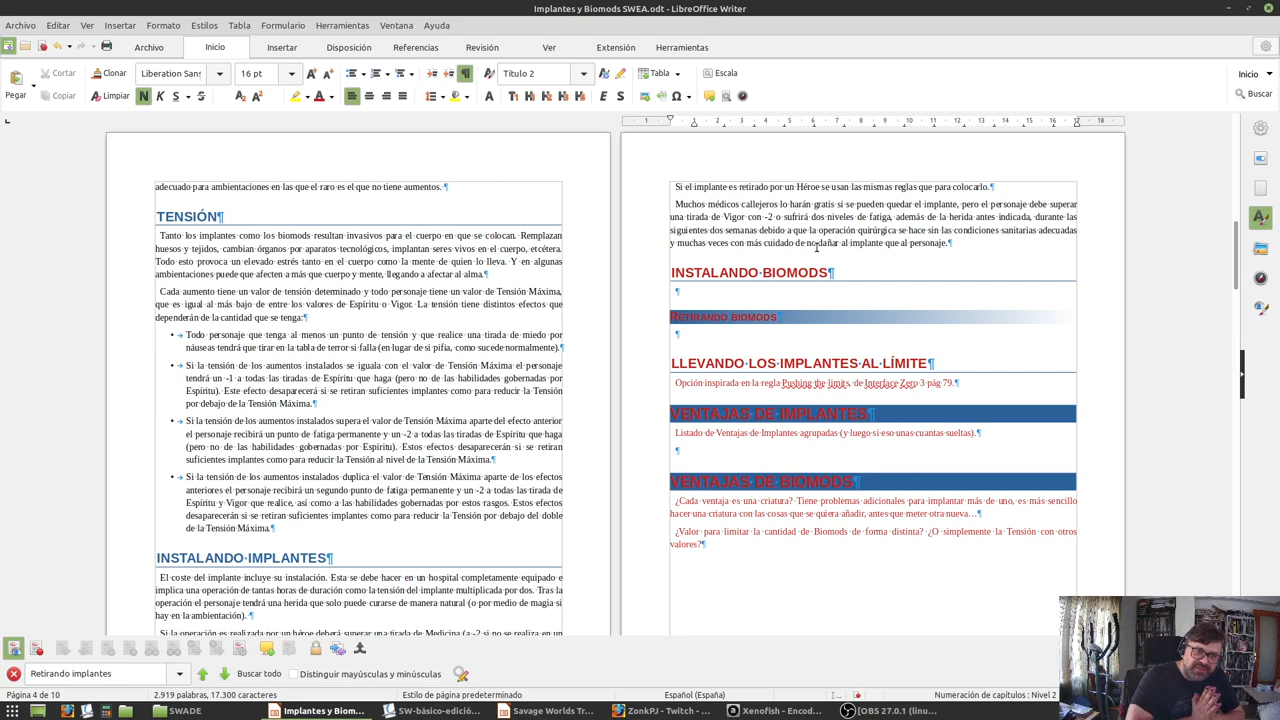 Implantes y Biomods SWEA.odt - LibreOffice Writer
Archivo Editar Ver Insertar Formato Estilos Tabla Formulario Herramientas Ventana Ayuda
Archivo Inicio Insertar Disposición Referencias Revisión Ver Extensión Herramientas
Pegar Cortar Clonar Liberation Sans 16 pt Título 2 Tabla Escala Inicio
Copiar Limpiar Buscar
adecuado para ambientaciones en las que el raro es el que no tiene aumentos.
TENSIÓN
Tanto los implantes como los biomods resultan invasivos para el cuerpo en que se colocan. Remplazan
huesos y tejidos, cambian órganos por aparatos tecnológicos, implantan seres vivos en el cuerpo, etcétera.
Todo esto provoca un elevado estrés tanto en el cuerpo como la mente de quien lo lleva. Y en algunas
ambientaciones puede que afecten a más que cuerpo y mente, llegando a afectar al alma.
Cada aumento tiene un valor de tensión determinado y todo personaje tiene un valor de Tensión Máxima,
que es igual al más bajo de entre los valores de Espíritu o Vigor. La tensión tiene distintos efectos que
dependerán de la cantidad que se tenga:
• Todo personaje que tenga al menos un punto de tensión y que realice una tirada de miedo por
náuseas tendrá que tirar en la tabla de terror si falla (en lugar de si pifia, como sucede normalmente).
• Si la tensión de los aumentos instalados se iguala con el valor de Tensión Máxima el personaje
tendrá un -1 a todas las tiradas de Espíritu que haga (pero no de las habilidades gobernadas por
Espíritu). Este efecto desaparecerá si se retiran suficientes implantes como para reducir la Tensión
por debajo de la Tensión Máxima.
• Si la tensión de los aumentos instalados supera el valor de Tensión Máxima aparte del efecto anterior
el personaje recibirá un punto de fatiga permanente y un -2 a todas las tiradas de Espíritu que haga
(pero no de las habilidades gobernadas por Espíritu). Estos efectos desaparecerán si se retiran
suficientes implantes como para reducir la Tensión al nivel de la Tensión Máxima.
• Si la tensión de los aumentos instalados duplica el valor de Tensión Máxima aparte de los efectos
anteriores el personaje recibirá un segundo punto de fatiga permanente y un -2 a todas las tirada de
Espíritu y Vigor que realice, así como a las habilidades gobernadas por estos rasgos. Estos efectos
desaparecerán si se retiran suficientes implantes como para reducir la Tensión por debajo del doble
de la Tensión Máxima.
INSTALANDO IMPLANTES
El coste del implante incluye su instalación. Esta se debe hacer en un hospital completamente equipado e
implica una operación de tantas horas de duración como la tensión del implante multiplicada por dos. Tras la
operación el personaje tendrá una herida que solo puede curarse de manera natural (o por medio de magia si
hay en la ambientación).
Si la operación es realizada por un héroe deberá superar una tirada de Medicina (a -2 si no se realiza en un
Si el implante es retirado por un Héroe se usan las mismas reglas que para colocarlo.
Muchos médicos callejeros lo harán gratis si se pueden quedar el implante, pero el personaje debe superar
una tirada de Vigor con -2 o sufrirá dos niveles de fatiga, además de la herida antes indicada, durante las
siguientes dos semanas debido a que la operación quirúrgica se hace sin las condiciones sanitarias adecuadas
y muchas veces con más cuidado de no dañar al implante que al personaje.
INSTALANDO BIOMODS
RETIRANDO BIOMODS
LLEVANDO LOS IMPLANTES AL LÍMITE
Opción inspirada en la regla Pushing the limits, de Interface Zero 3 pág 79.
VENTAJAS DE IMPLANTES
Listado de Ventajas de Implantes agrupadas (y luego si eso unas cuantas sueltas).
VENTAJAS DE BIOMODS
¿Cada ventaja es una criatura? Tiene problemas adicionales para implantar más de uno, es más sencillo
hacer una criatura con las cosas que se quiera añadir, antes que meter otra nueva…
¿Valor para limitar la cantidad de Biomods de forma distinta? ¿O simplemente la Tensión con otros
valores?
Retirando implantes Buscar todo Distinguir mayúsculas y minúsculas
Página 4 de 10 2.919 palabras, 17.300 caracteres Estilo de página predeterminado Español (España) Numeración de capítulos : Nivel 2
SWADE Implantes y Biom... SW-básico-edició... Savage Worlds Tr... ZonkPJ - Twitch - ... Xenofish - Encod... [OBS 27.0.1 (linu...